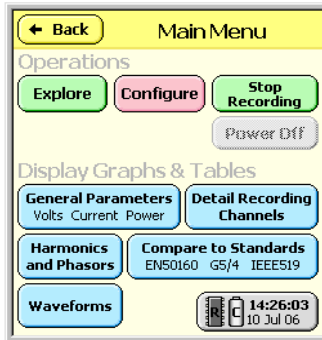 ← Back
Main Menu
Operations
Explore
Configure
Stop
Recording
Power Off
Display Graphs & Tables
General Parameters
Volts Current Power
Detail Recording
Channels
Harmonics
and Phasors
Compare to Standards
EN50160 G5/4 IEEE519
Waveforms
R C 14:26:03
10 Jul 06